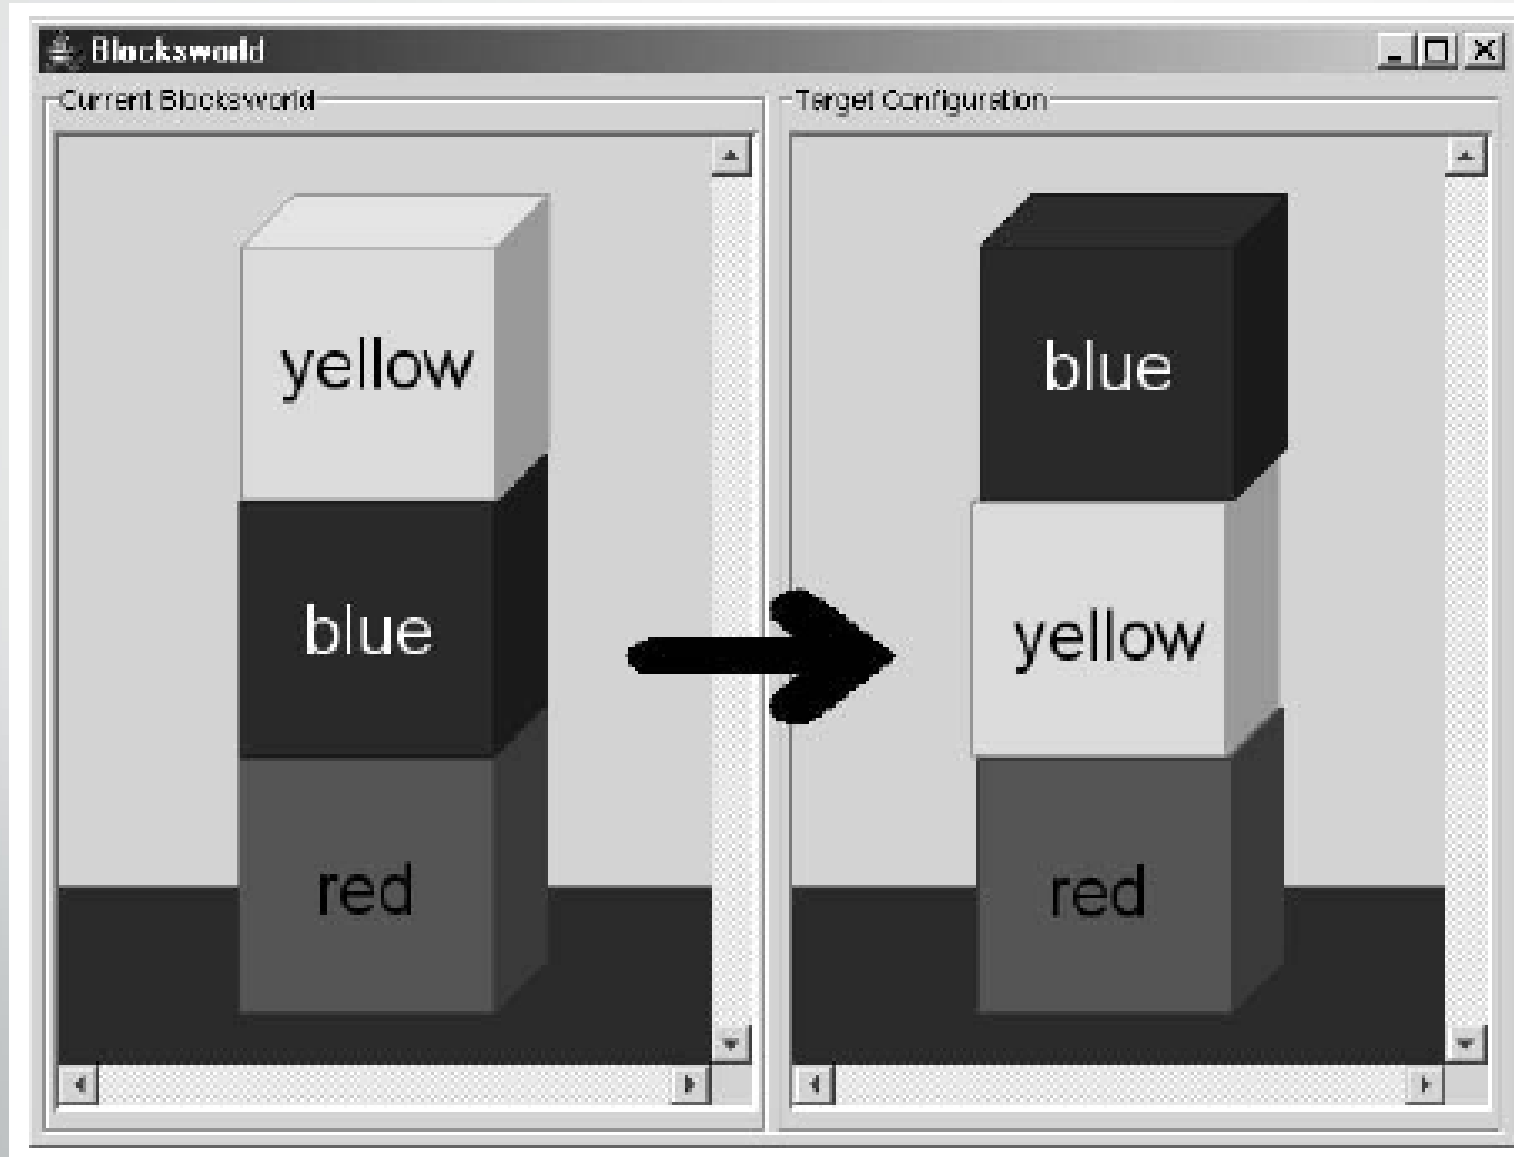 Blocksworld
Current Blocksworld
Target Configuration
yellow
blue
red
blue
yellow
red